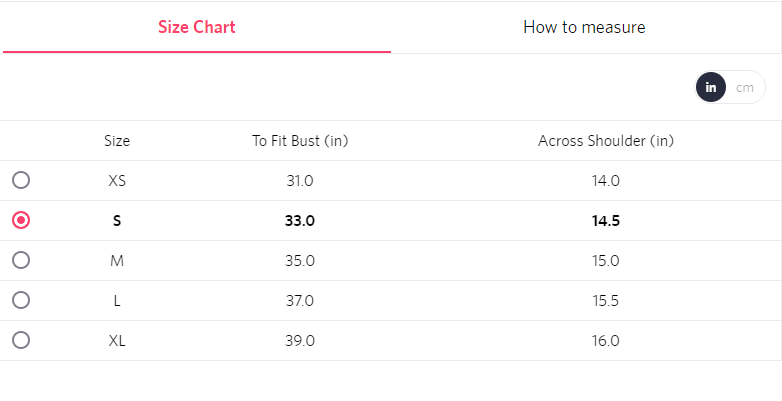 Size Chart How to measure
in cm
Size To Fit Bust (in) Across Shoulder (in)
XS 31.0 14.0
S 33.0 14.5
M 35.0 15.0
L 37.0 15.5
XL 39.0 16.0